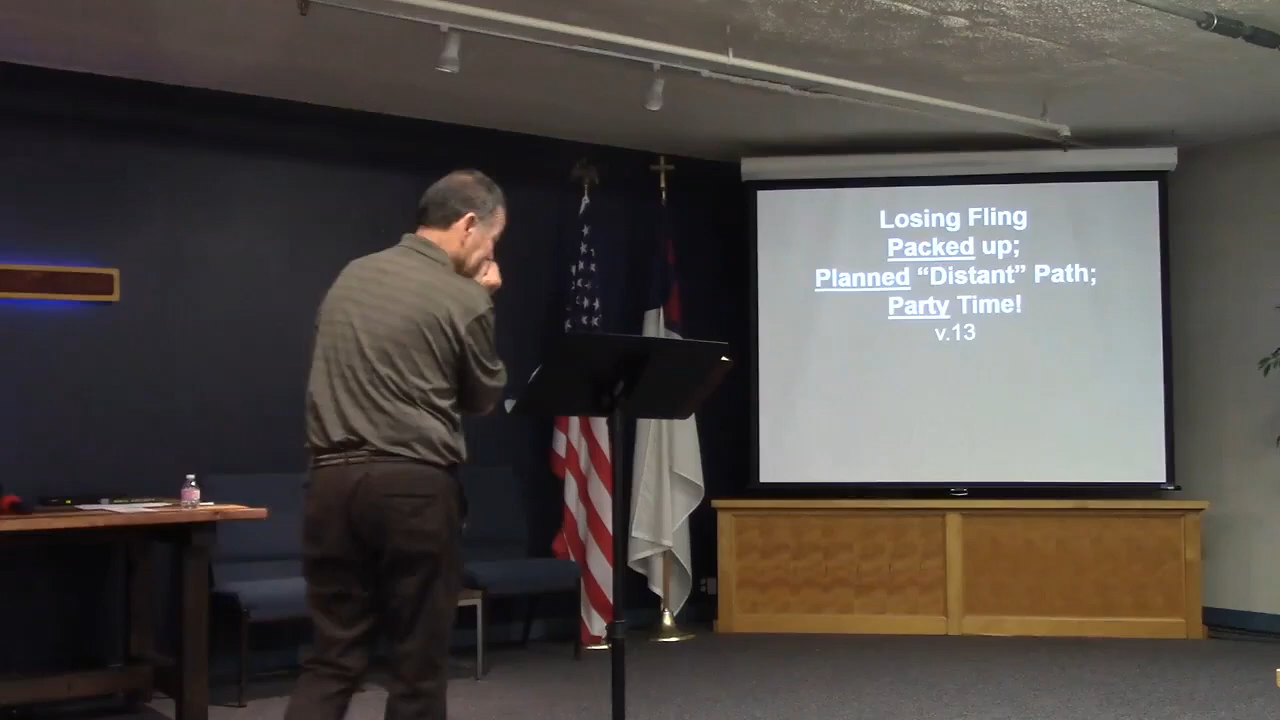 Losing Fling
Packed up;
Planned “Distant” Path;
Party Time!
v.13